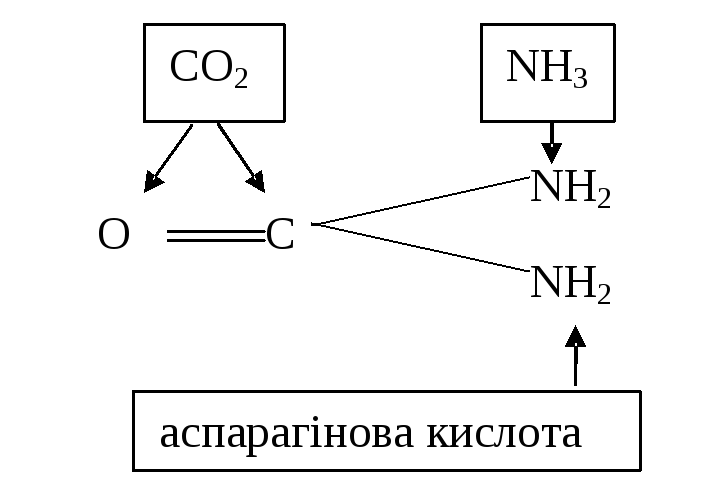 CO₂ NH₃
NH₂
O C
NH₂
аспарагінова кислота